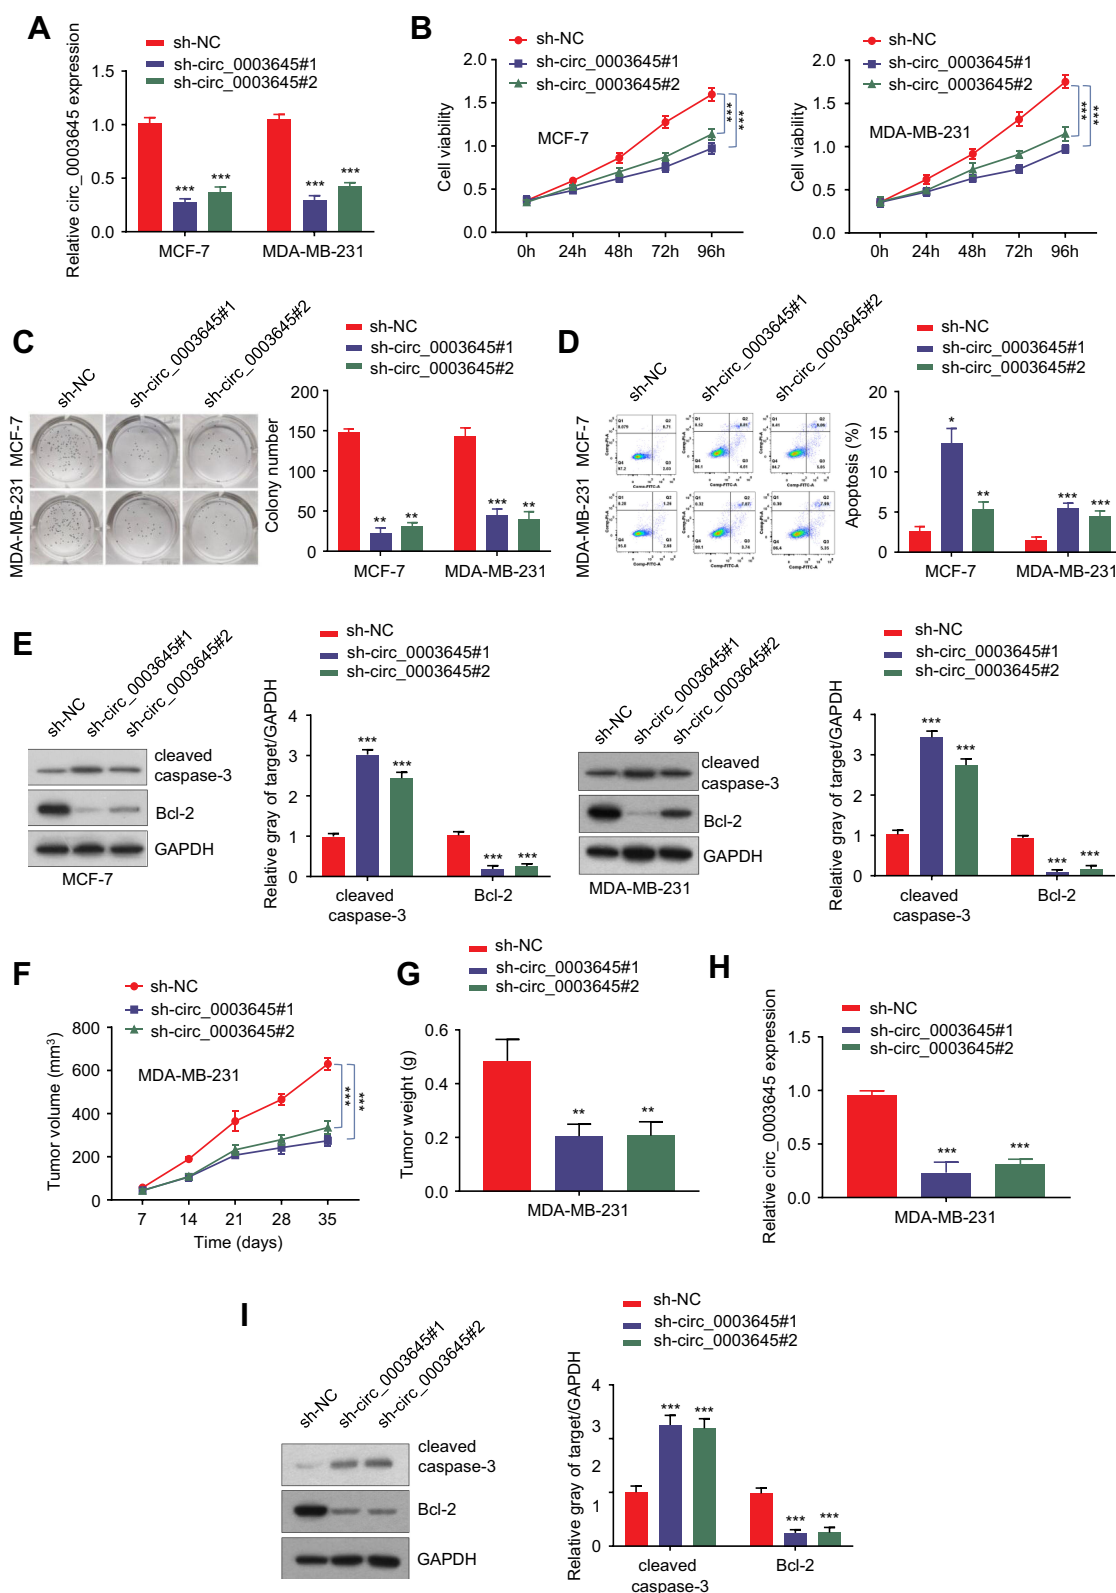 A
sh-NC
sh-circ_0003645#1
sh-circ_0003645#2
Relative circ_0003645 expression
1.5
1.0
0.5
0.0
***
***
***
***
MCF-7
MDA-MB-231
B
sh-NC
sh-circ_0003645#1
sh-circ_0003645#2
Cell viability
2.0
1.5
1.0
0.5
0.0
MCF-7
***
***
0h 24h 48h 72h 96h
sh-NC
sh-circ_0003645#1
sh-circ_0003645#2
Cell viability
2.0
1.5
1.0
0.5
0.0
MDA-MB-231
***
***
0h 24h 48h 72h 96h
C
sh-NC
sh-circ_0003645#1
sh-circ_0003645#2
MCF-7
MDA-MB-231
sh-NC
sh-circ_0003645#1
sh-circ_0003645#2
Colony number
200
150
100
50
0
**
**
***
**
MCF-7
MDA-MB-231
D
sh-NC
sh-circ_0003645#1
sh-circ_0003645#2
MCF-7
MDA-MB-231
sh-NC
sh-circ_0003645#1
sh-circ_0003645#2
Apoptosis (%)
20
15
10
5
0
*
**
***
***
MCF-7
MDA-MB-231
E
sh-NC
sh-circ_0003645#1
sh-circ_0003645#2
cleaved
caspase-3
Bcl-2
GAPDH
MCF-7
sh-NC
sh-circ_0003645#1
sh-circ_0003645#2
Relative gray of target/GAPDH
4
3
2
1
0
***
***
***
***
cleaved
caspase-3
Bcl-2
sh-NC
sh-circ_0003645#1
sh-circ_0003645#2
cleaved
caspase-3
Bcl-2
GAPDH
MDA-MB-231
sh-NC
sh-circ_0003645#1
sh-circ_0003645#2
Relative gray of target/GAPDH
4
3
2
1
0
***
***
***
***
cleaved
caspase-3
Bcl-2
F
sh-NC
sh-circ_0003645#1
sh-circ_0003645#2
Tumor volume (mm³)
800
600
400
200
0
MDA-MB-231
***
***
7 14 21 28 35
Time (days)
G
sh-NC
sh-circ_0003645#1
sh-circ_0003645#2
Tumor weight (g)
0.6
0.4
0.2
0.0
**
**
MDA-MB-231
H
sh-NC
sh-circ_0003645#1
sh-circ_0003645#2
Relative circ_0003645 expression
1.5
1.0
0.5
0.0
***
***
MDA-MB-231
I
sh-NC
sh-circ_0003645#1
sh-circ_0003645#2
cleaved
caspase-3
Bcl-2
GAPDH
sh-NC
sh-circ_0003645#1
sh-circ_0003645#2
Relative gray of target/GAPDH
4
3
2
1
0
***
***
***
***
cleaved
caspase-3
Bcl-2